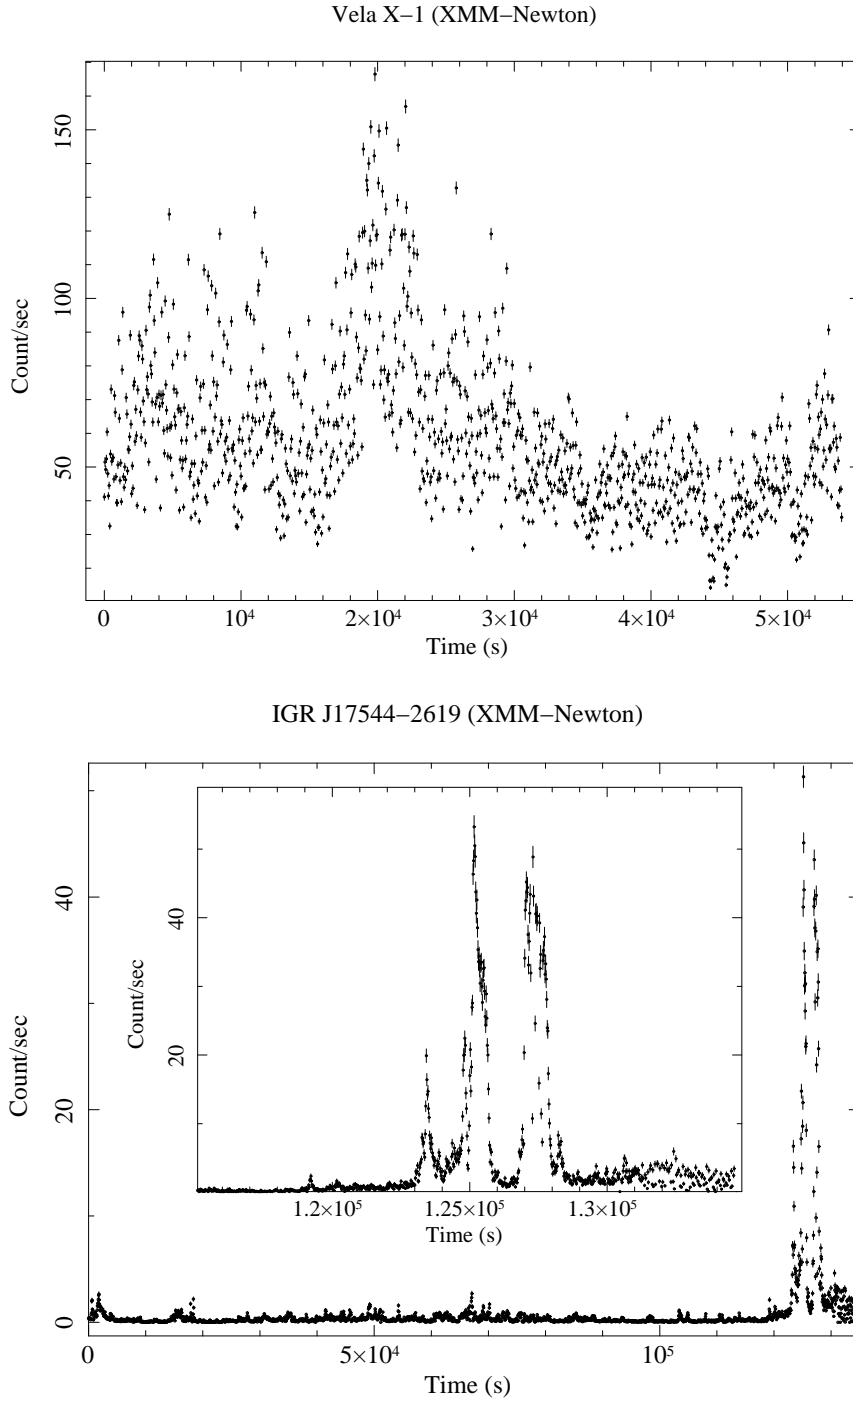 Vela X−1 (XMM−Newton)
150
100
50
Count/sec
0 10⁴ 2×10⁴ 3×10⁴ 4×10⁴ 5×10⁴
Time (s)
IGR J17544−2619 (XMM−Newton)
40
20
0
Count/sec
40
20
Count/sec
1.2×10⁵ 1.25×10⁵ 1.3×10⁵
Time (s)
0 5×10⁴ 10⁵
Time (s)